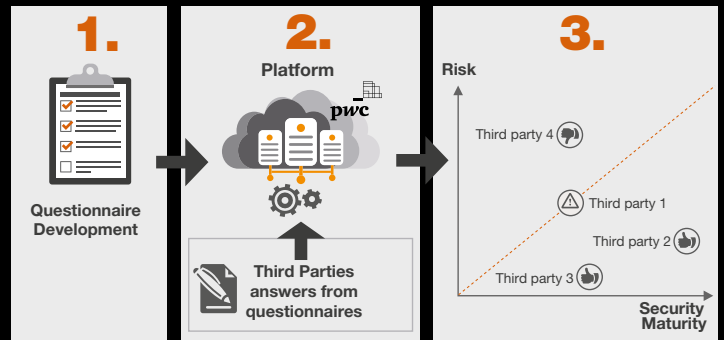 1.
Questionnaire
Development
2.
Platform
pwc
Third Parties
answers from
questionnaires
3.
Risk
Third party 4
Third party 1
Third party 2
Third party 3
Security
Maturity